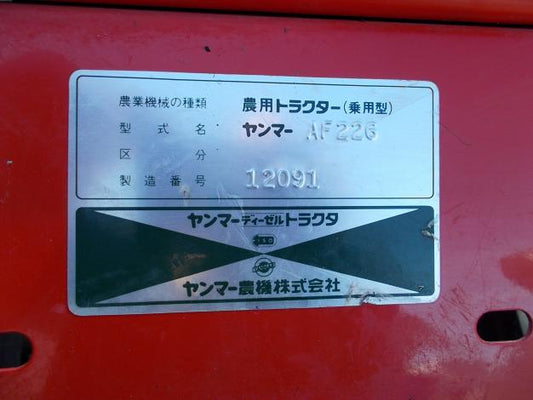 農業機械の種類 農用トラクター(乗用型)
型式名 ヤンマー AF226
区分
製造番号 12091
ヤンマーディーゼルトラクタ
ヤンマー農機株式会社